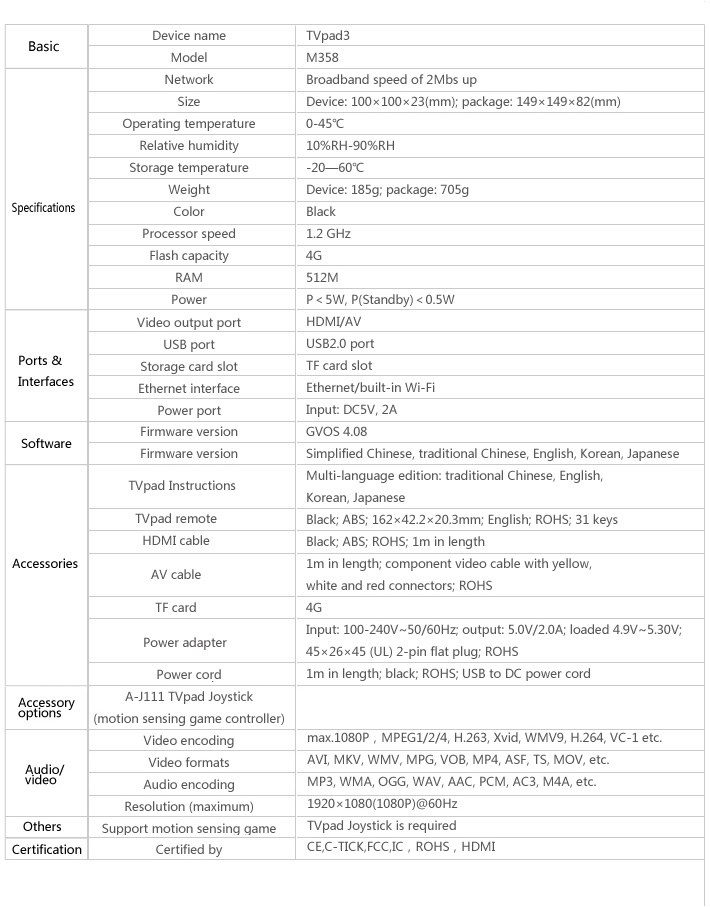 Basic
Device name TVpad3
Model M358
Specifications
Network Broadband speed of 2Mbs up
Size Device: 100×100×23(mm); package: 149×149×82(mm)
Operating temperature 0-45℃
Relative humidity 10%RH-90%RH
Storage temperature -20—60℃
Weight Device: 185g; package: 705g
Color Black
Processor speed 1.2 GHz
Flash capacity 4G
RAM 512M
Power P<5W, P(Standby)<0.5W
Ports &
Interfaces
Video output port HDMI/AV
USB port USB2.0 port
Storage card slot TF card slot
Ethernet interface Ethernet/built-in Wi-Fi
Power port Input: DC5V, 2A
Software
Firmware version GVOS 4.08
Firmware version Simplified Chinese, traditional Chinese, English, Korean, Japanese
Accessories
TVpad Instructions Multi-language edition: traditional Chinese, English,
Korean, Japanese
TVpad remote Black; ABS; 162×42.2×20.3mm; English; ROHS; 31 keys
HDMI cable Black; ABS; ROHS; 1m in length
AV cable 1m in length; component video cable with yellow,
white and red connectors; ROHS
TF card 4G
Power adapter Input: 100-240V~50/60Hz; output: 5.0V/2.0A; loaded 4.9V~5.30V;
45×26×45 (UL) 2-pin flat plug; ROHS
Power cord 1m in length; black; ROHS; USB to DC power cord
Accessory
options
A-J111 TVpad Joystick
(motion sensing game controller)
Audio/
video
Video encoding max.1080P , MPEG1/2/4, H.263, Xvid, WMV9, H.264, VC-1 etc.
Video formats AVI, MKV, WMV, MPG, VOB, MP4, ASF, TS, MOV, etc.
Audio encoding MP3, WMA, OGG, WAV, AAC, PCM, AC3, M4A, etc.
Resolution (maximum) 1920×1080(1080P)@60Hz
Others
Support motion sensing game TVpad Joystick is required
Certification
Certified by CE,C-TICK,FCC,IC , ROHS , HDMI